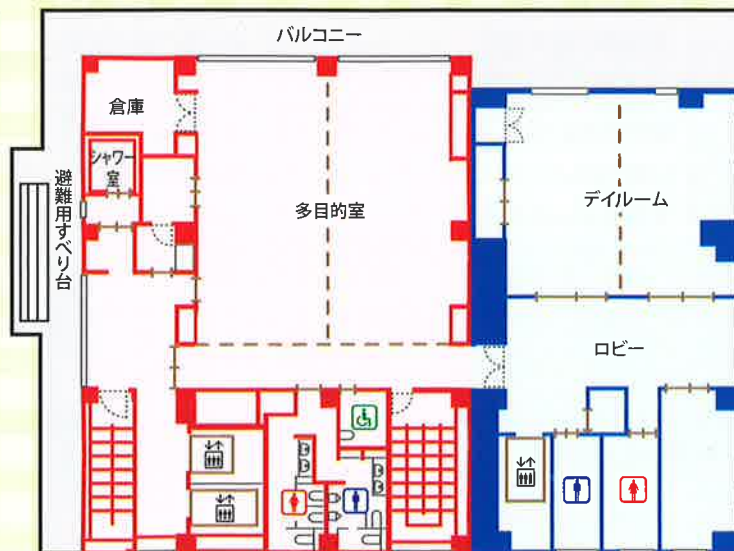 バルコニー
倉庫
シャワー
室
避難用すべり台
多目的室
デイルーム
ロビー